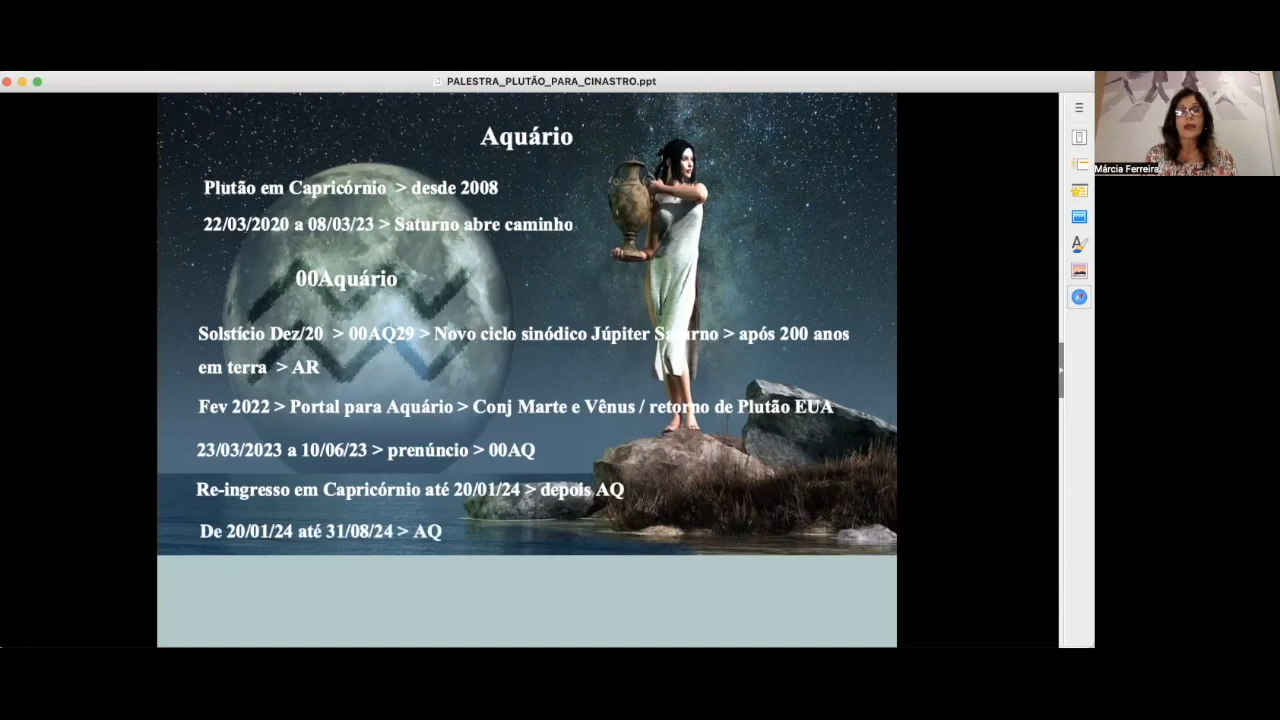 PALESTRA_PLUTÃO_PARA_CINASTRO.ppt
Márcia Ferreira
Aquário
Plutão em Capricórnio > desde 2008
22/03/2020 a 08/03/23 > Saturno abre caminho
00Aquário
Solstício Dez/20 > 00AQ29 > Novo ciclo sinódico Júpiter Saturno > após 200 anos
em terra > AR
Fev 2022 > Portal para Aquário > Conj Marte e Vênus / retorno de Plutão EUA
23/03/2023 a 10/06/23 > prenúncio > 00AQ
Re-ingresso em Capricórnio até 20/01/24 > depois AQ
De 20/01/24 até 31/08/24 > AQ